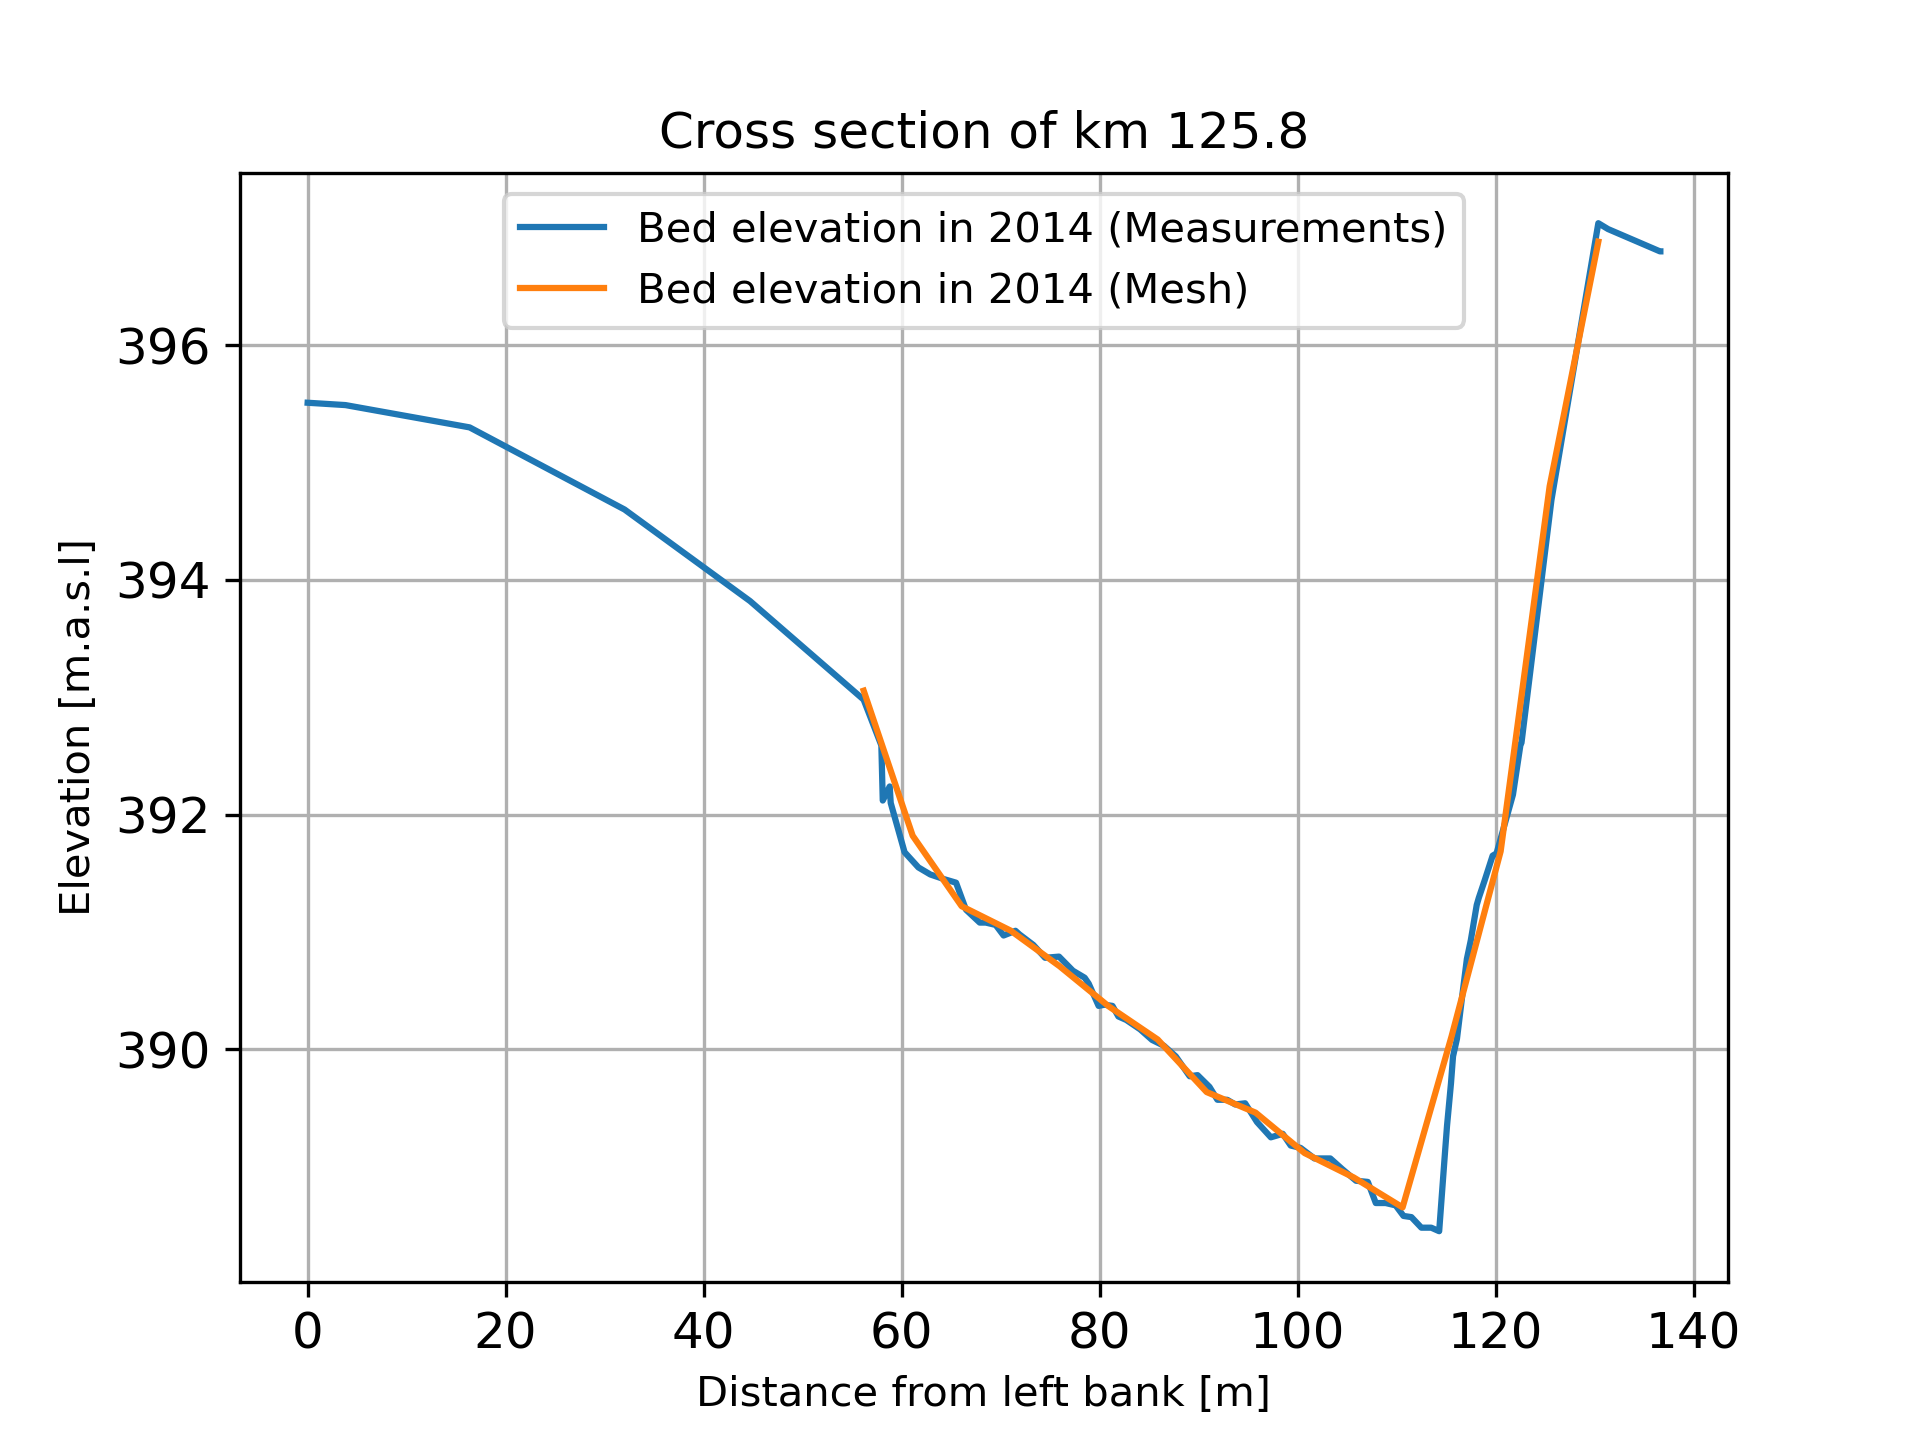 Cross section of km 125.8
Bed elevation in 2014 (Measurements)
Bed elevation in 2014 (Mesh)
396
394
392
390
Elevation [m.a.s.l]
0 20 40 60 80 100 120 140
Distance from left bank [m]